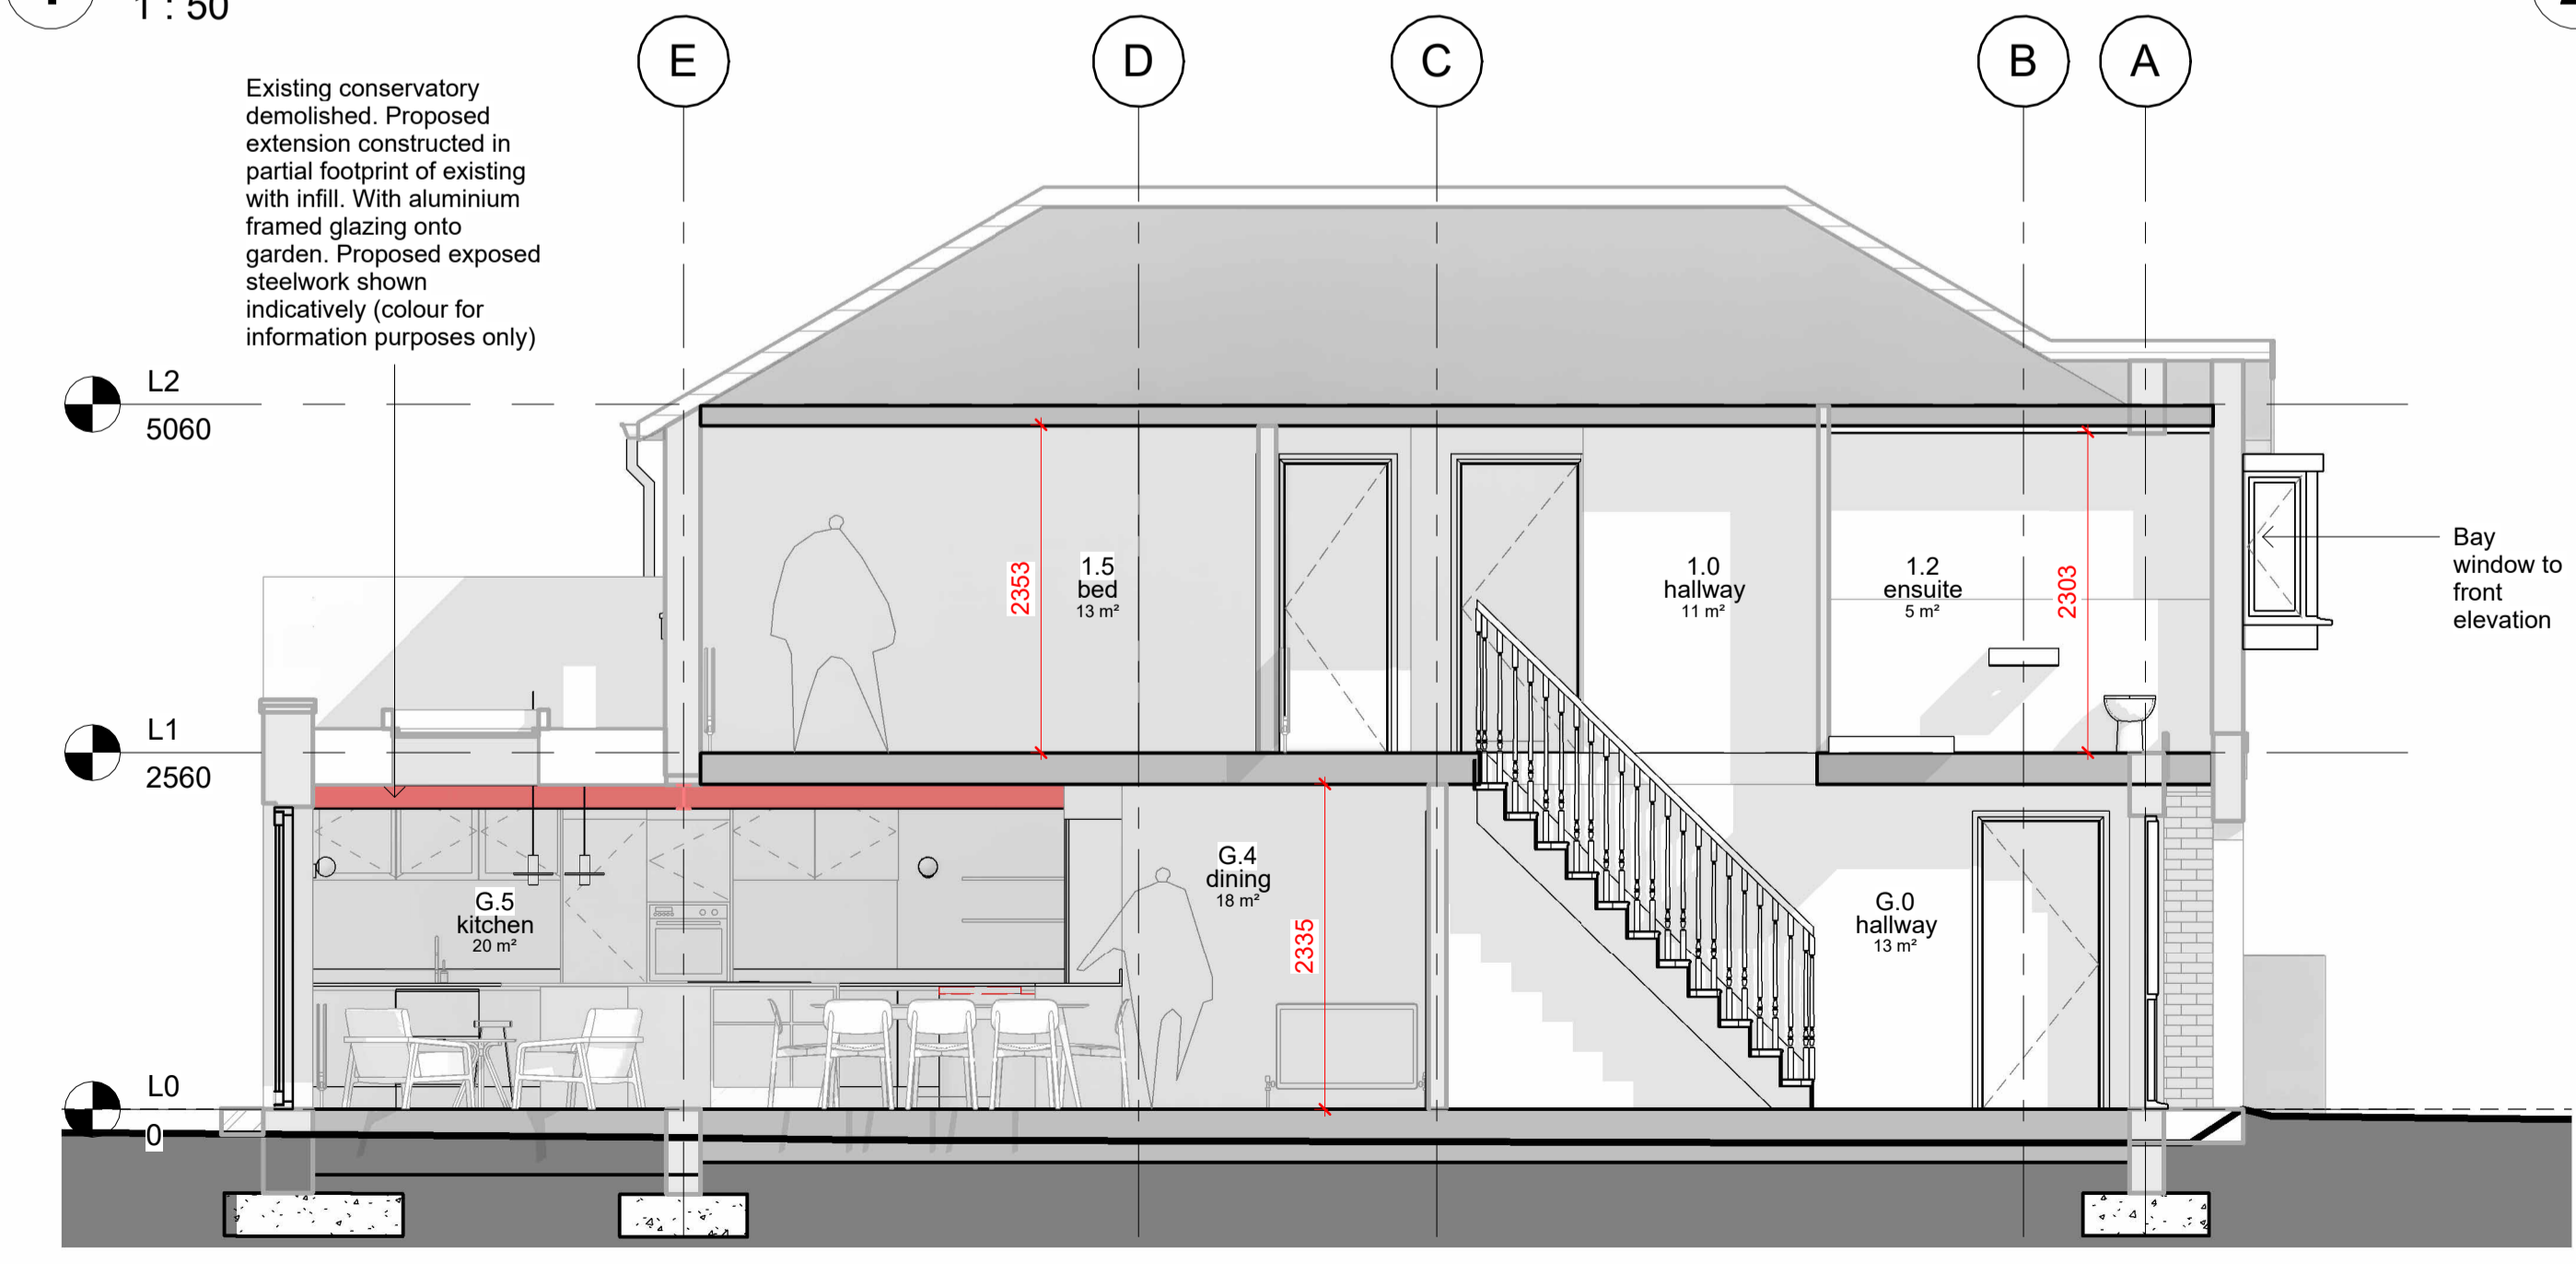 1 : 50
E
D
C
B
A
Existing conservatory
demolished. Proposed
extension constructed in
partial footprint of existing
with infill. With aluminium
framed glazing onto
garden. Proposed exposed
steelwork shown
indicatively (colour for
information purposes only)
L2
5060
2353
1.5
bed
13 m²
1.0
hallway
11 m²
1.2
ensuite
5 m²
2303
Bay
window to
front
elevation
L1
2560
G.5
kitchen
20 m²
G.4
dining
18 m²
2335
G.0
hallway
13 m²
L0
0